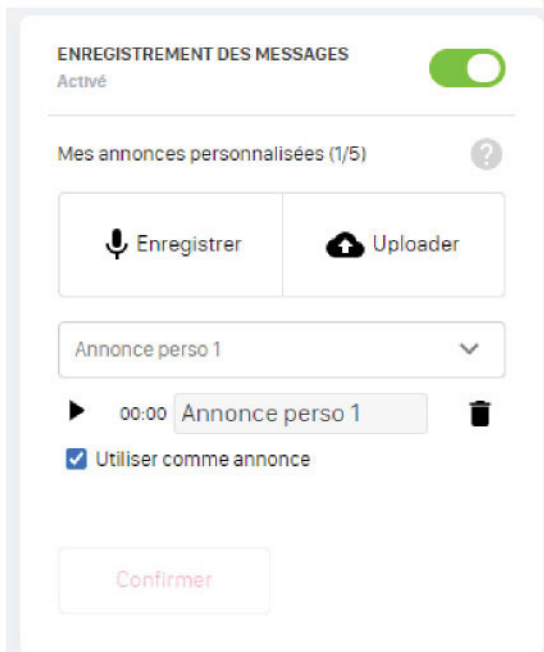 ENREGISTREMENT DES MESSAGES
Activé
Mes annonces personnalisées (1/5)
?
Enregistrer
Uploader
Annonce perso 1
00:00 Annonce perso 1
Utiliser comme annonce
Confirmer